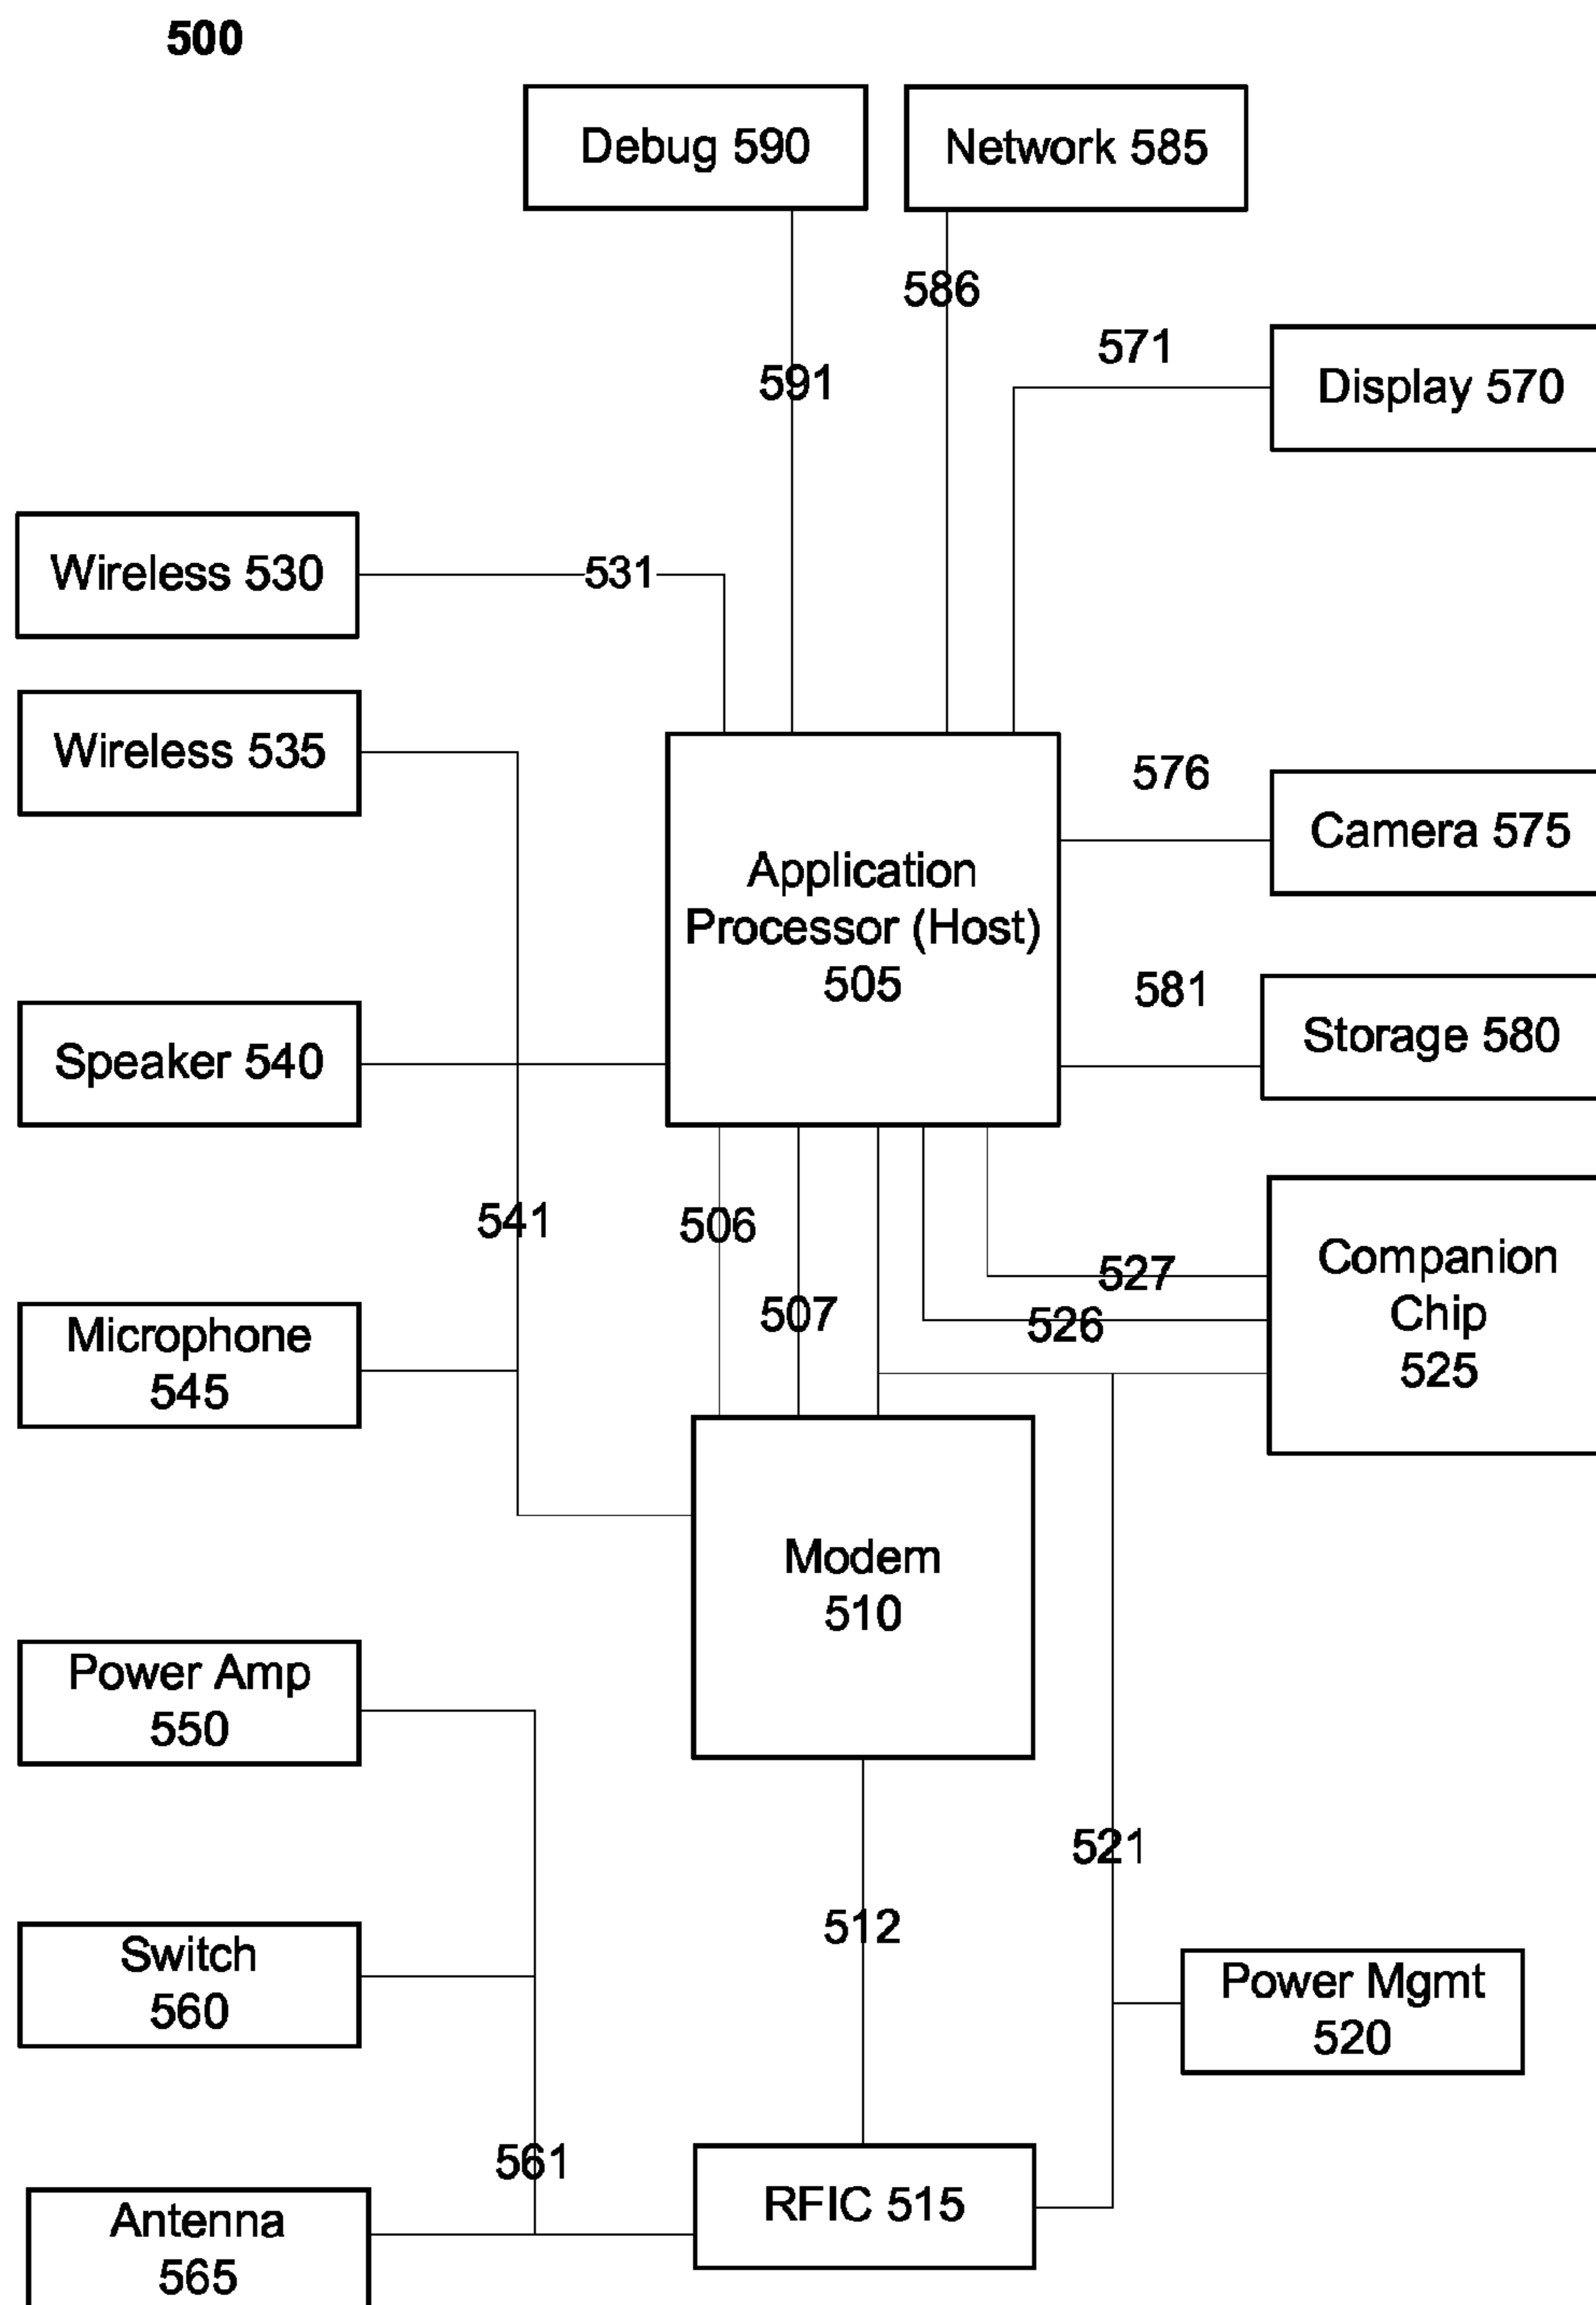 500
Debug 590
Network 585
586
571
591
Display 570
Wireless 530
531
Wireless 535
576
Camera 575
Application
Processor (Host)
505
581
Storage 580
Speaker 540
541
506
507
527
526
Companion
Chip
525
Microphone
545
Modem
510
Power Amp
550
521
512
Switch
560
Power Mgmt
520
561
RFIC 515
Antenna
565